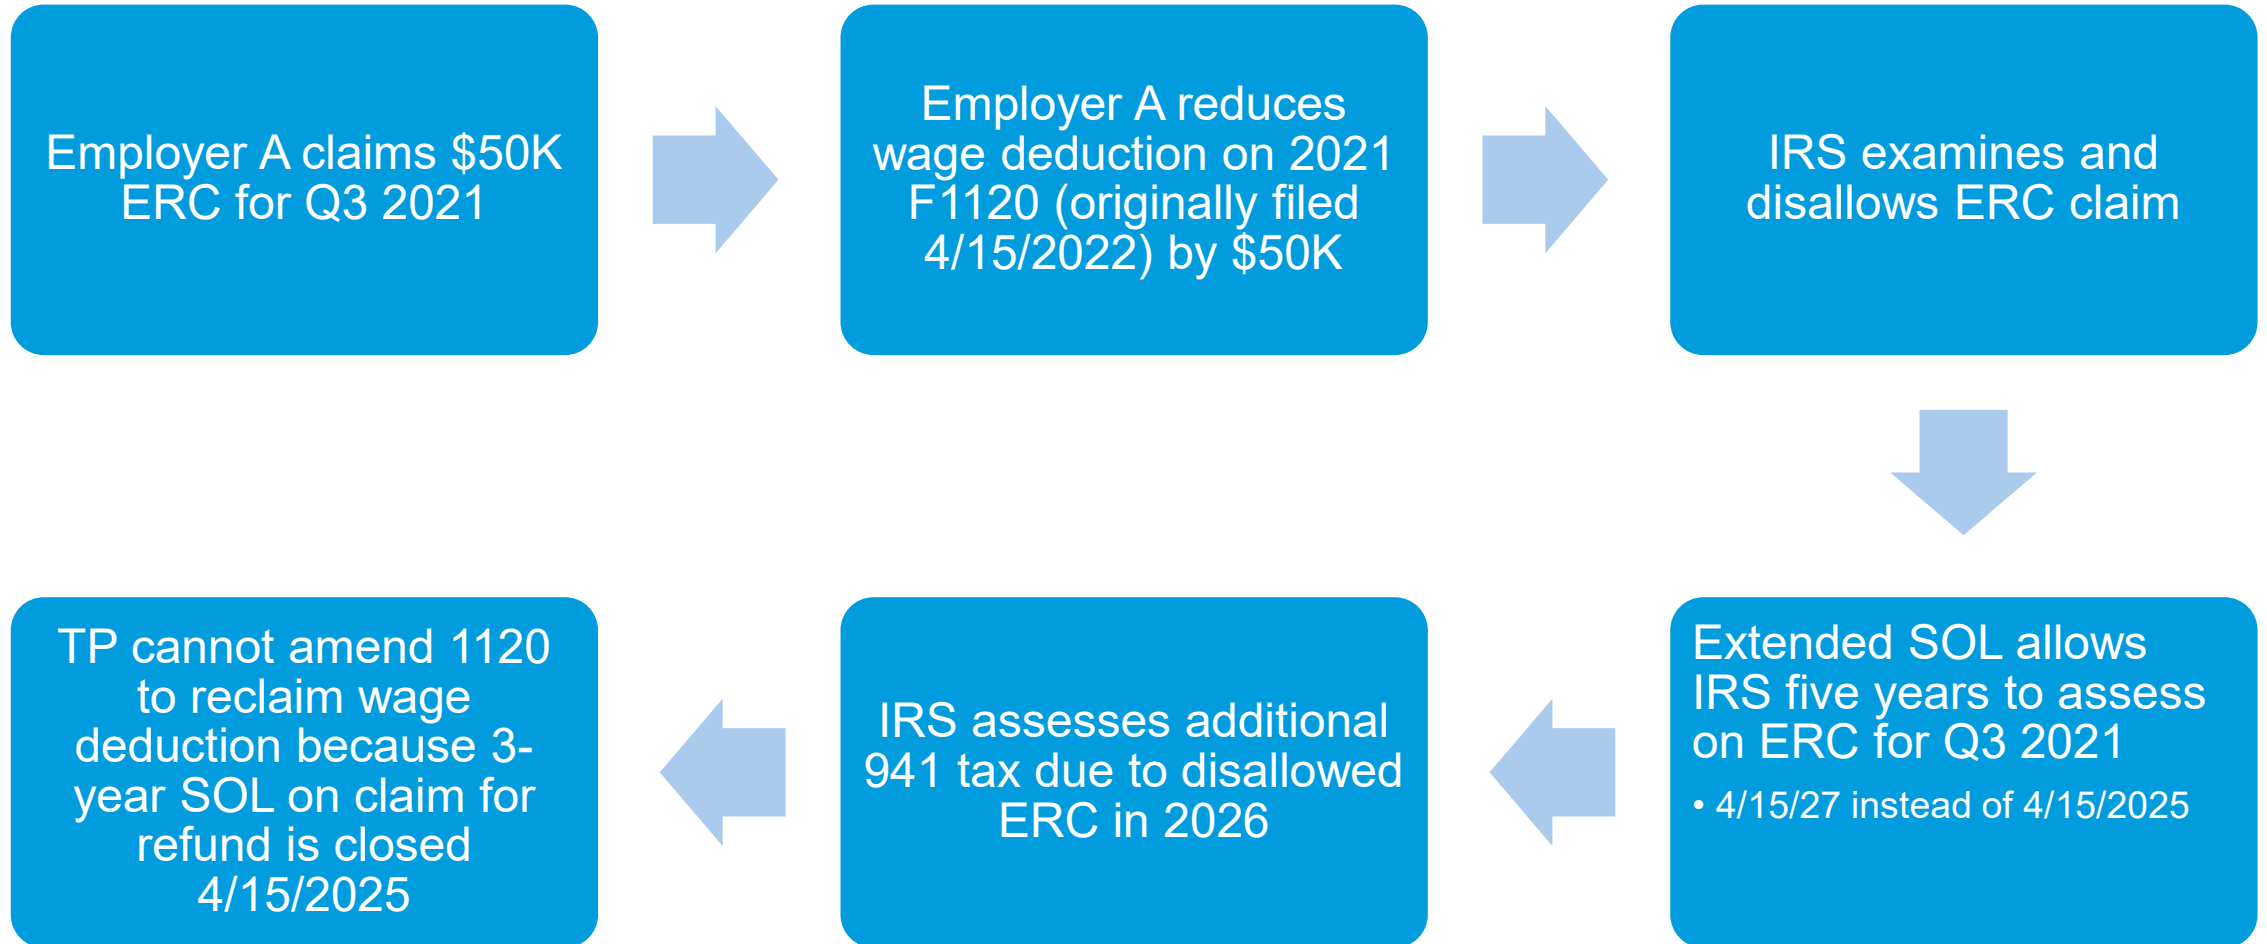 Employer A claims $50K
ERC for Q3 2021
Employer A reduces
wage deduction on 2021
F1120 (originally filed
4/15/2022) by $50K
IRS examines and
disallows ERC claim
Extended SOL allows
IRS five years to assess
on ERC for Q3 2021
• 4/15/27 instead of 4/15/2025
IRS assesses additional
941 tax due to disallowed
ERC in 2026
TP cannot amend 1120
to reclaim wage
deduction because 3-
year SOL on claim for
refund is closed
4/15/2025